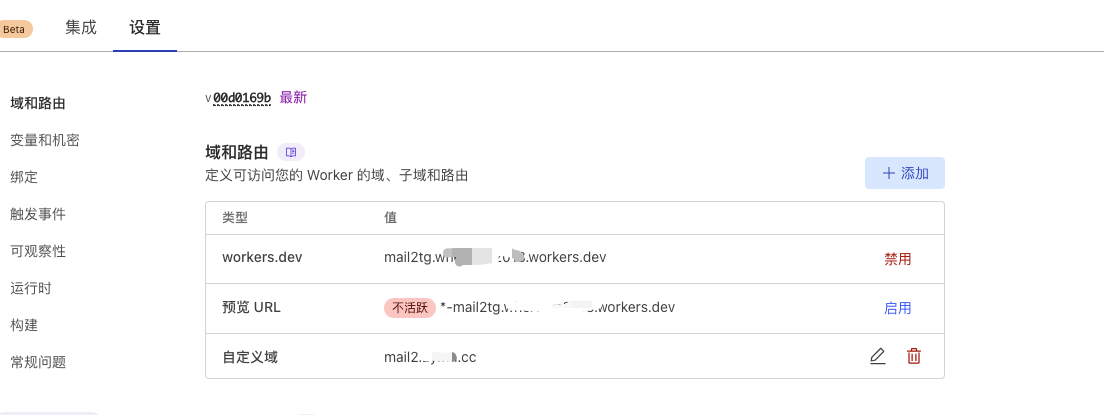 Beta 集成 设置
域和路由
变量和机密
绑定
触发事件
可观察性
运行时
构建
常规问题
v00d0169b 最新
域和路由
定义可访问您的 Worker 的域、子域和路由
添加
类型 值
workers.dev mail2tg. .workers.dev 禁用
预览 URL 不活跃 *-mail2tg. .workers.dev 启用
自定义域 mail2. .cc